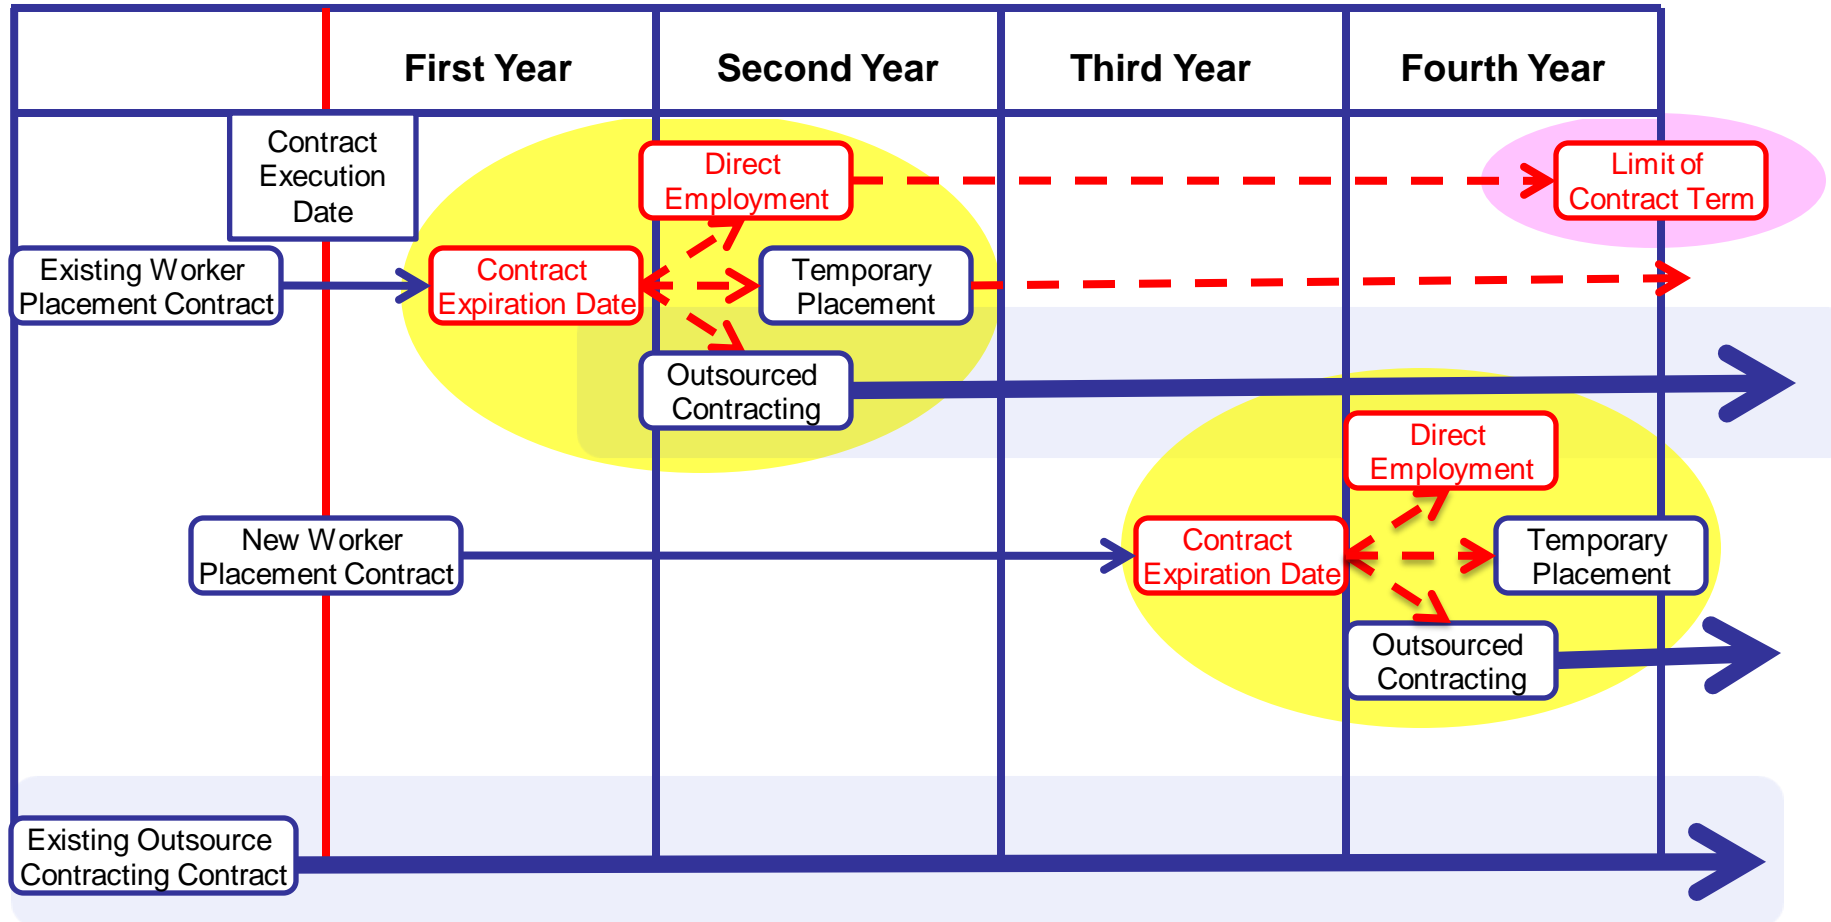 First Year
Second Year
Third Year
Fourth Year
Contract
Execution
Date
Direct
Employment
Limit of
Contract Term
Existing Worker
Placement Contract
Contract
Expiration Date
Temporary
Placement
Outsourced
Contracting
Direct
Employment
New Worker
Placement Contract
Contract
Expiration Date
Temporary
Placement
Outsourced
Contracting
Existing Outsource
Contracting Contract